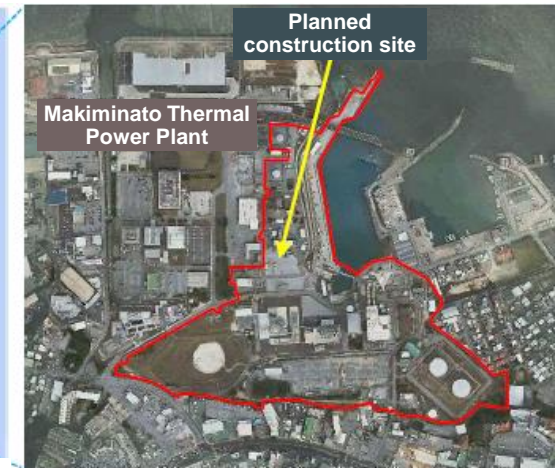 Planned
construction site
Makiminato Thermal
Power Plant